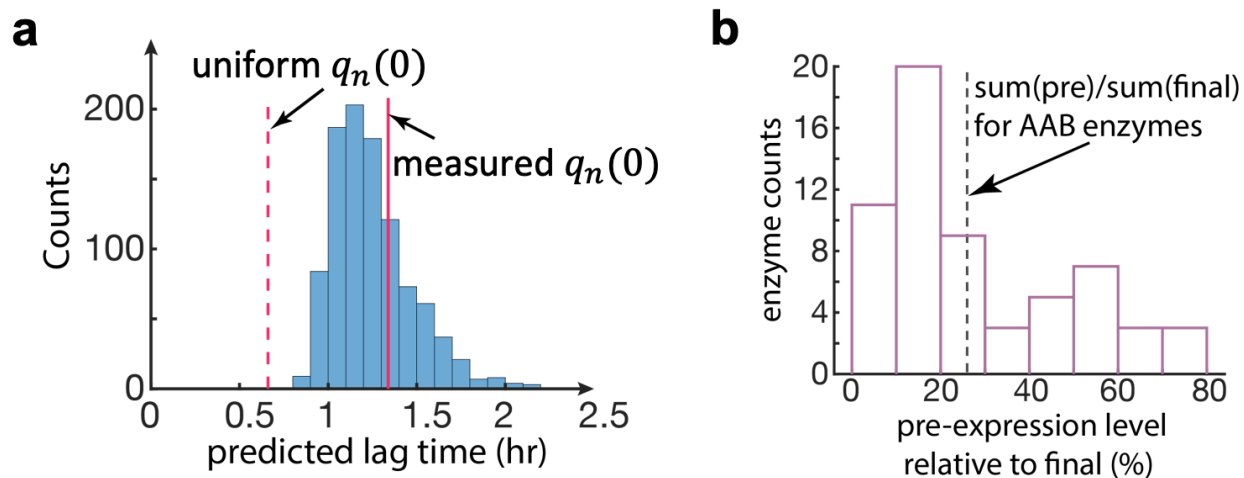 a
uniform qₙ(0)
measured qₙ(0)
Counts
200
100
0
0 0.5 1 1.5 2 2.5
predicted lag time (hr)
b
sum(pre)/sum(final)
for AAB enzymes
enzyme counts
20
16
12
8
4
0
0 20 40 60 80
pre-expression level
relative to final (%)